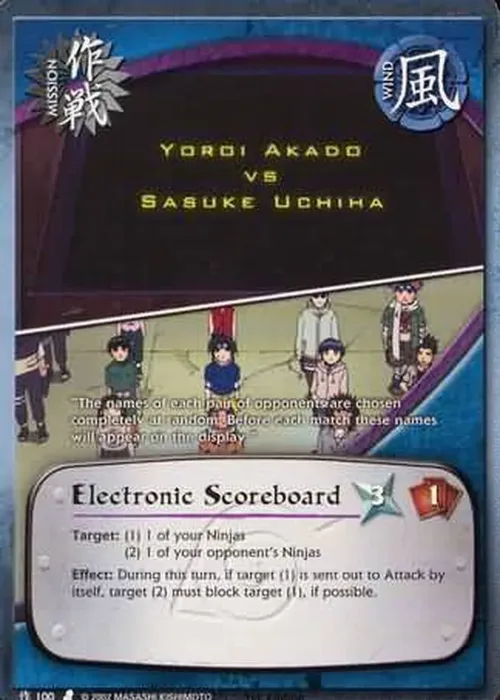 MISSION
作戦
WIND
風
YOROI AKADO
VS
SASUKE UCHIHA
"The names of each pair of opponents are chosen
completely at random. Before each match these names
will appear on the display."
Electronic Scoreboard 3 1
Target: (1) 1 of your Ninjas
(2) 1 of your opponent's Ninjas
Effect: During this turn, if target (1) is sent out to Attack by
itself, target (2) must block target (1), if possible.
作 100 © 2002 MASASHI KISHIMOTO